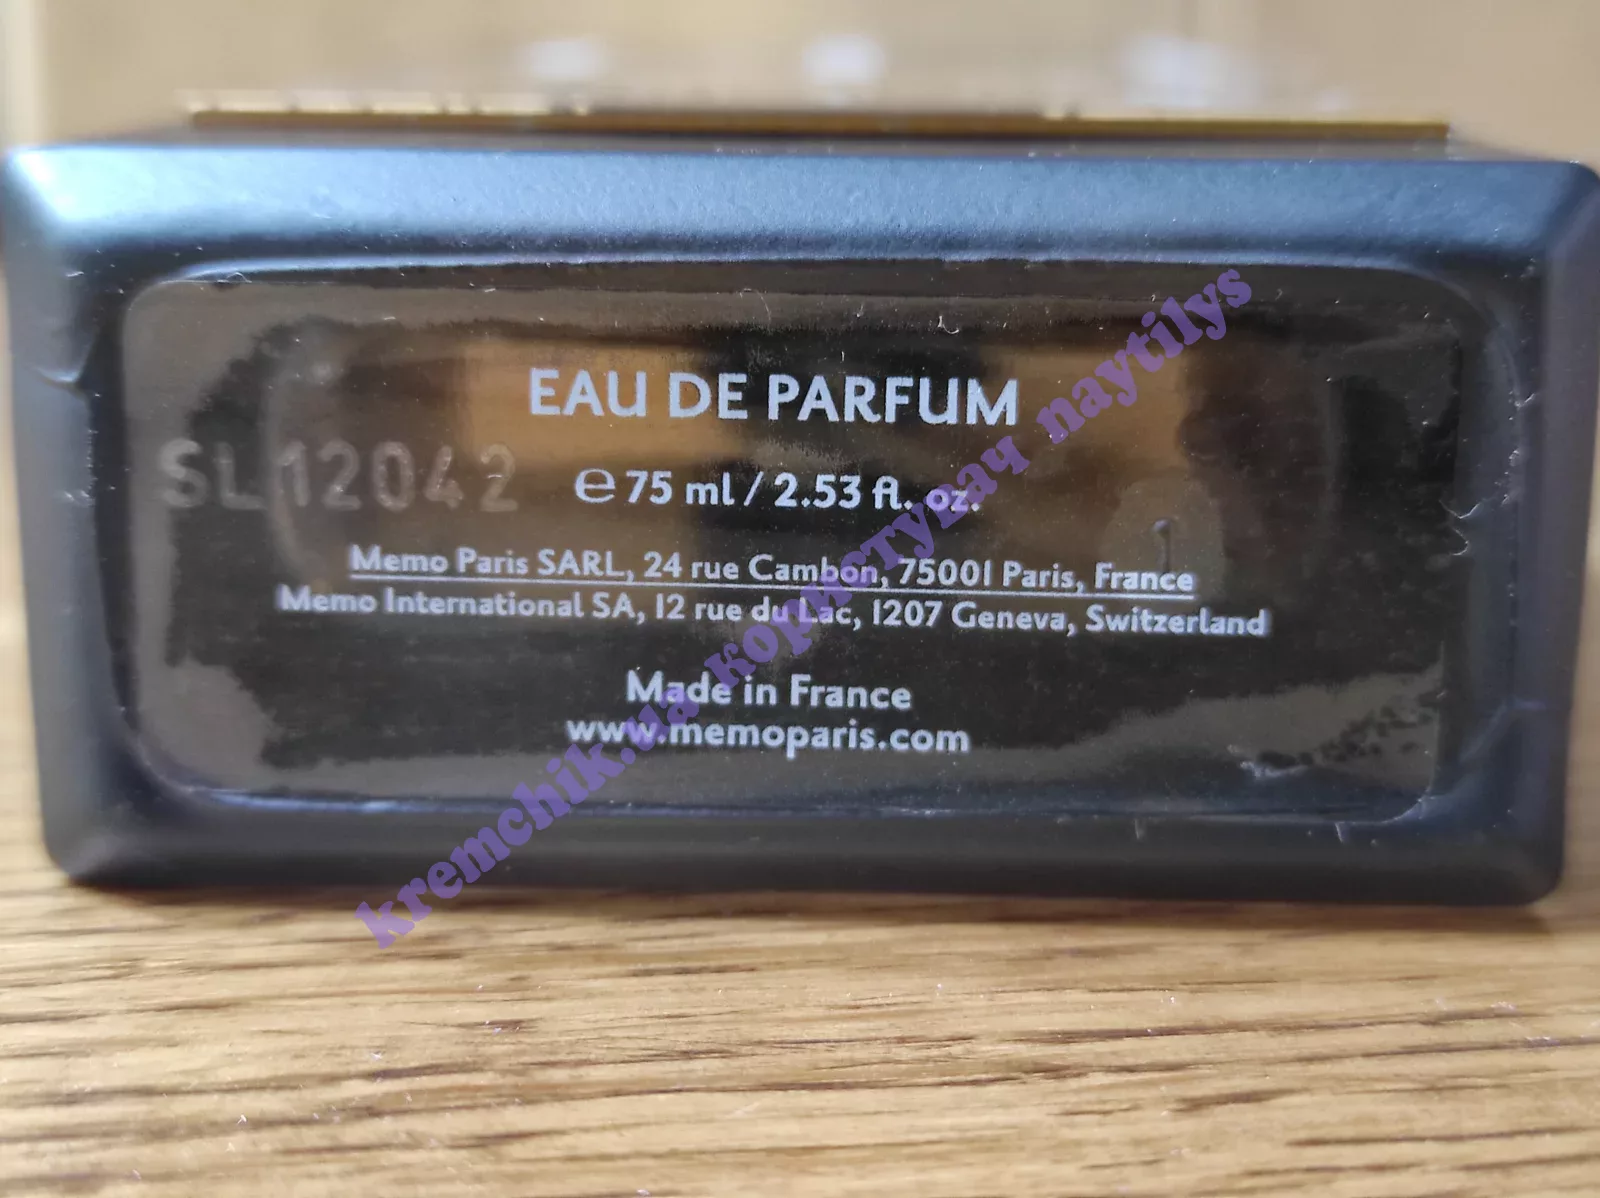 EAU DE PARFUM
SL12042
℮ 75 ml / 2.53 fl. oz.
Memo Paris SARL, 24 rue Cambon, 75001 Paris, France
Memo International SA, 12 rue du Lac, 1207 Geneva, Switzerland
Made in France
www.memoparis.com
kremchik.ua користувач naytilys